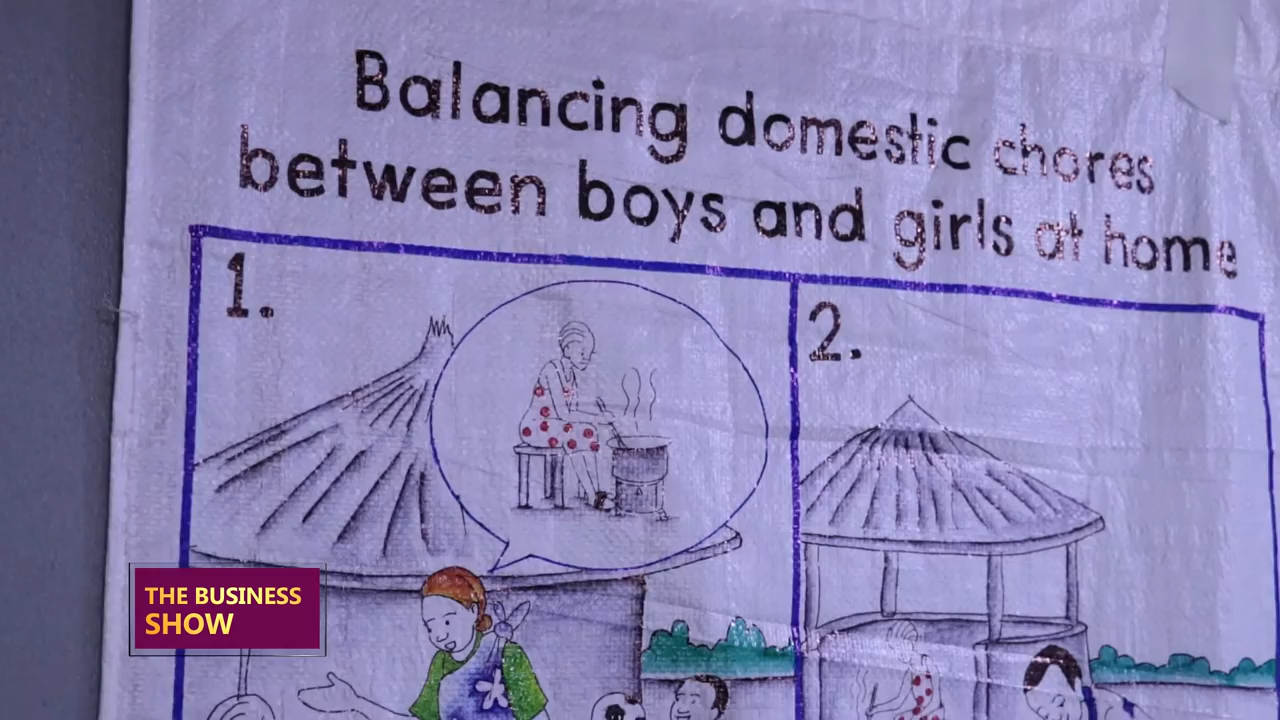 Balancing domestic chores
between boys and girls at home
1.
2.
THE BUSINESS
SHOW